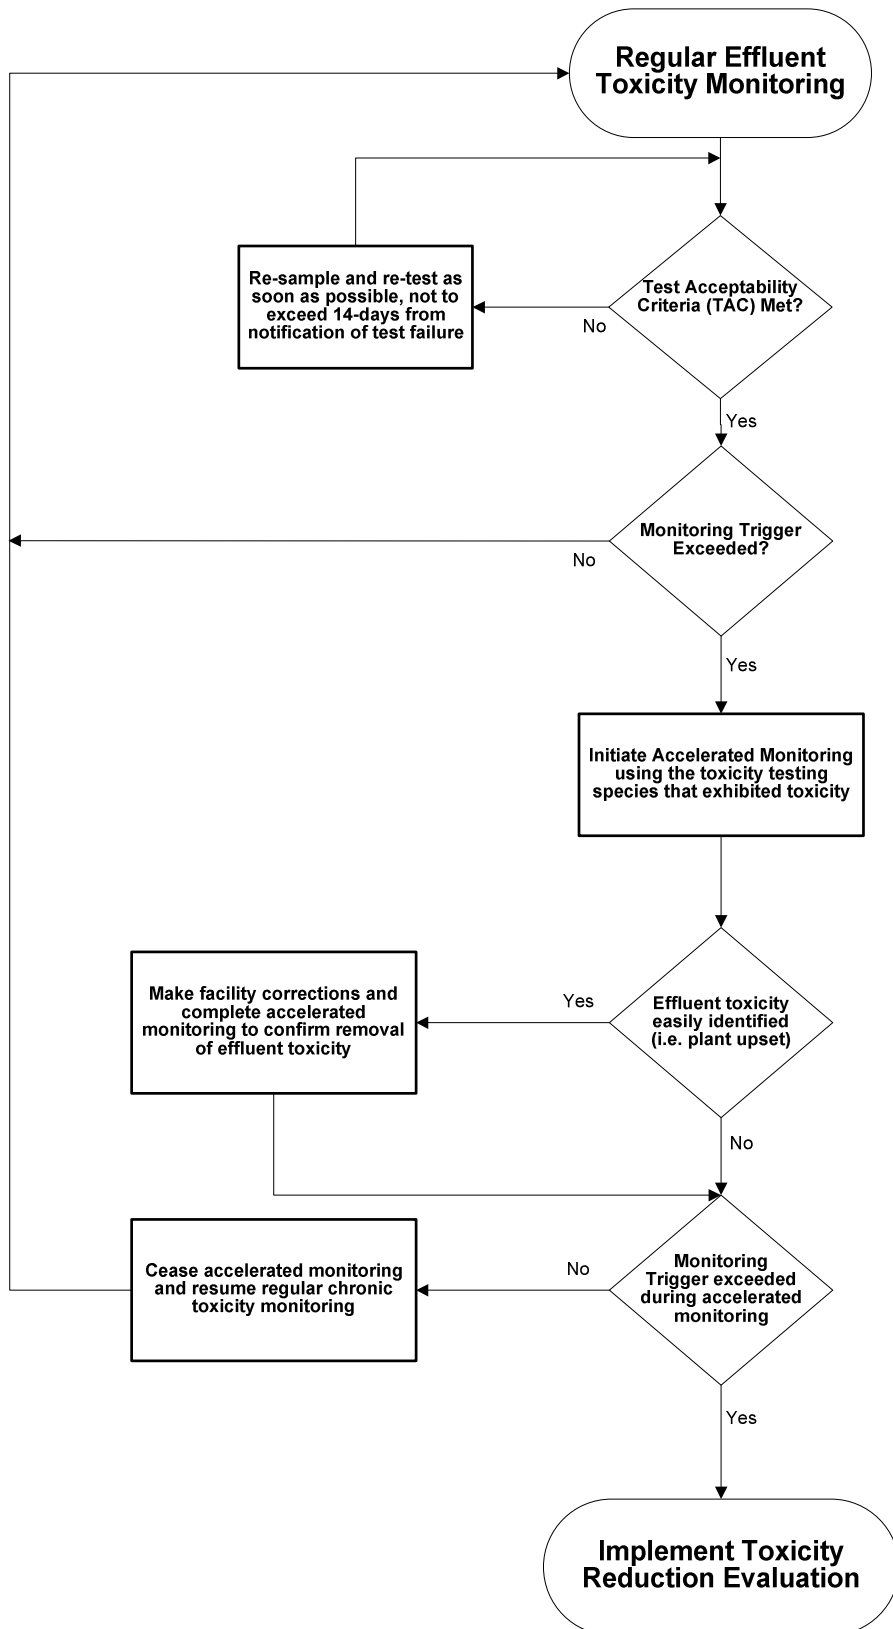 Regular Effluent
Toxicity Monitoring
Re-sample and re-test as
soon as possible, not to
exceed 14-days from
notification of test failure
No
Test Acceptability
Criteria (TAC) Met?
Yes
Monitoring Trigger
Exceeded?
No
Yes
Initiate Accelerated Monitoring
using the toxicity testing
species that exhibited toxicity
Make facility corrections and
complete accelerated
monitoring to confirm removal
of effluent toxicity
Yes
Effluent toxicity
easily identified
(i.e. plant upset)
No
Cease accelerated monitoring
and resume regular chronic
toxicity monitoring
No
Monitoring
Trigger exceeded
during accelerated
monitoring
Yes
Implement Toxicity
Reduction Evaluation